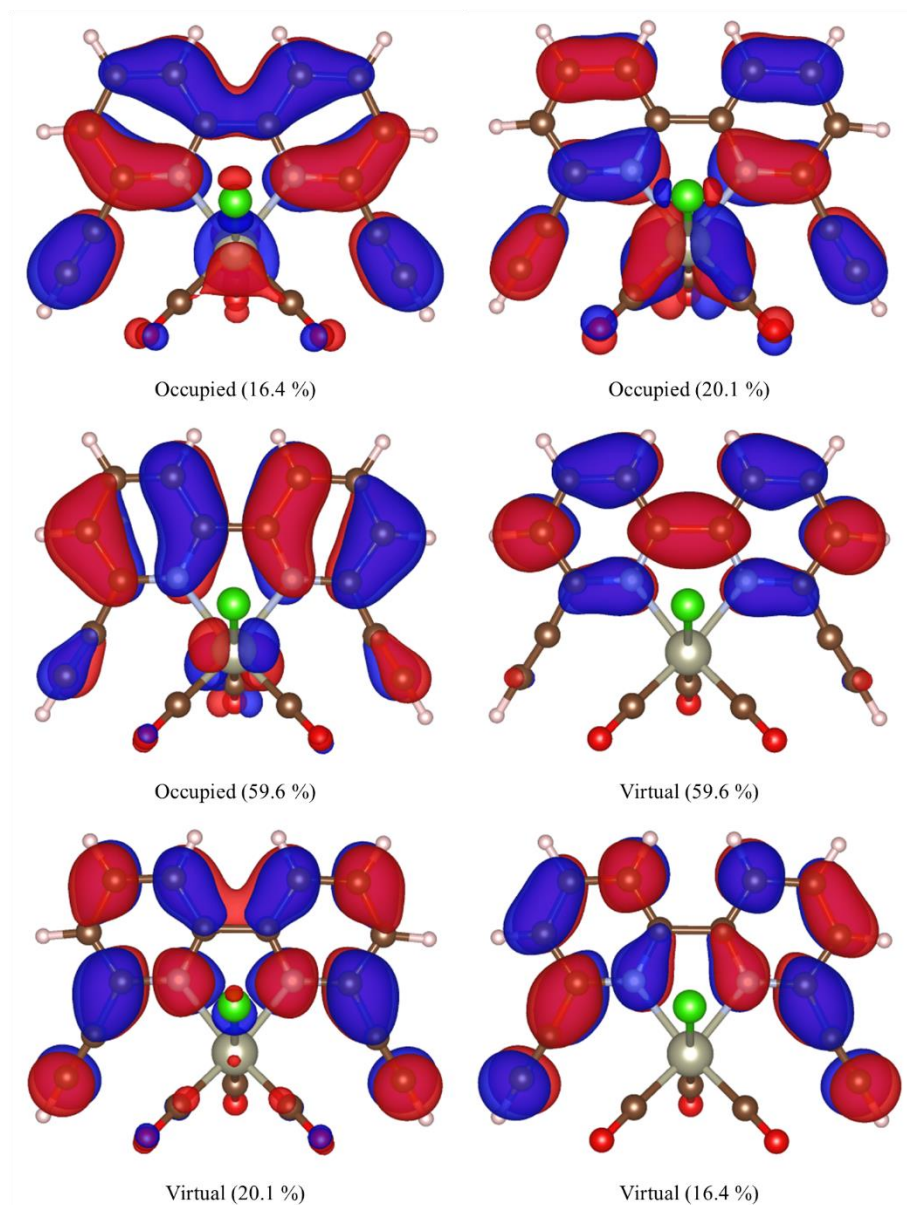 Occupied (16.4 %)
Occupied (20.1 %)
Occupied (59.6 %)
Virtual (59.6 %)
Virtual (20.1 %)
Virtual (16.4 %)